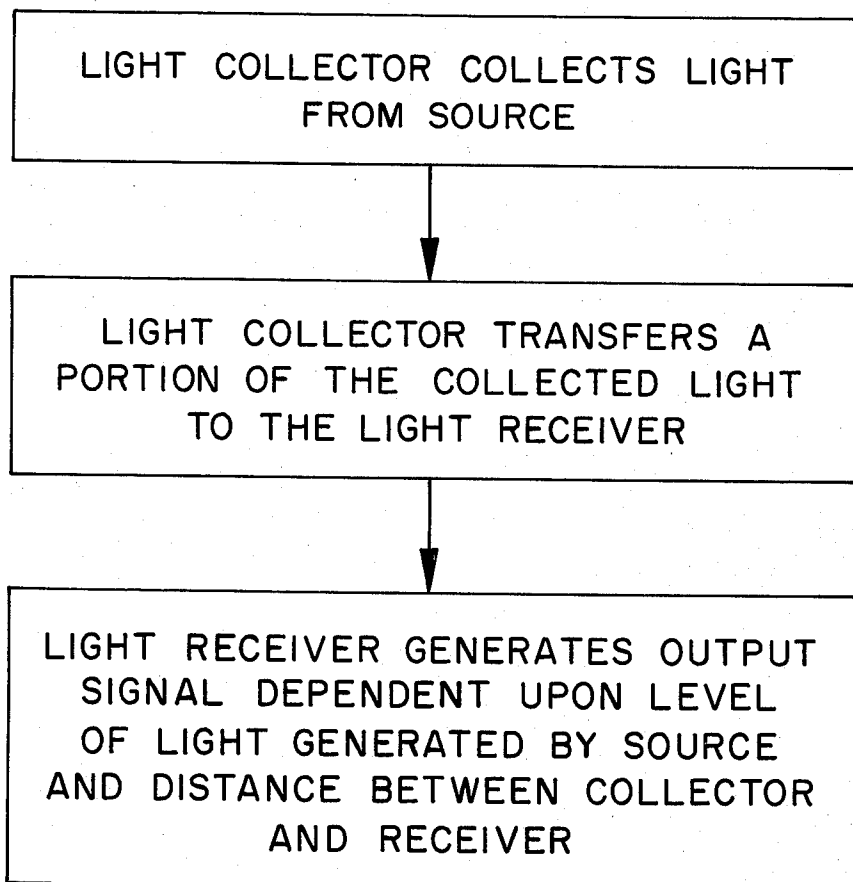 LIGHT COLLECTOR COLLECTS LIGHT
FROM SOURCE
LIGHT COLLECTOR TRANSFERS A
PORTION OF THE COLLECTED LIGHT
TO THE LIGHT RECEIVER
LIGHT RECEIVER GENERATES OUTPUT
SIGNAL DEPENDENT UPON LEVEL
OF LIGHT GENERATED BY SOURCE
AND DISTANCE BETWEEN COLLECTOR
AND RECEIVER